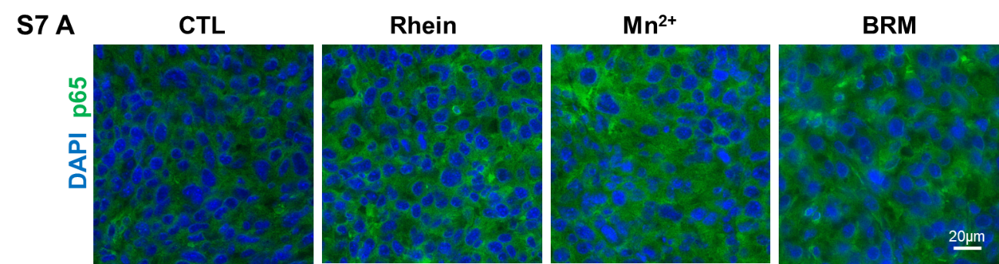 S7 A
CTL
Rhein
Mn²⁺
BRM
DAPI p65
20µm